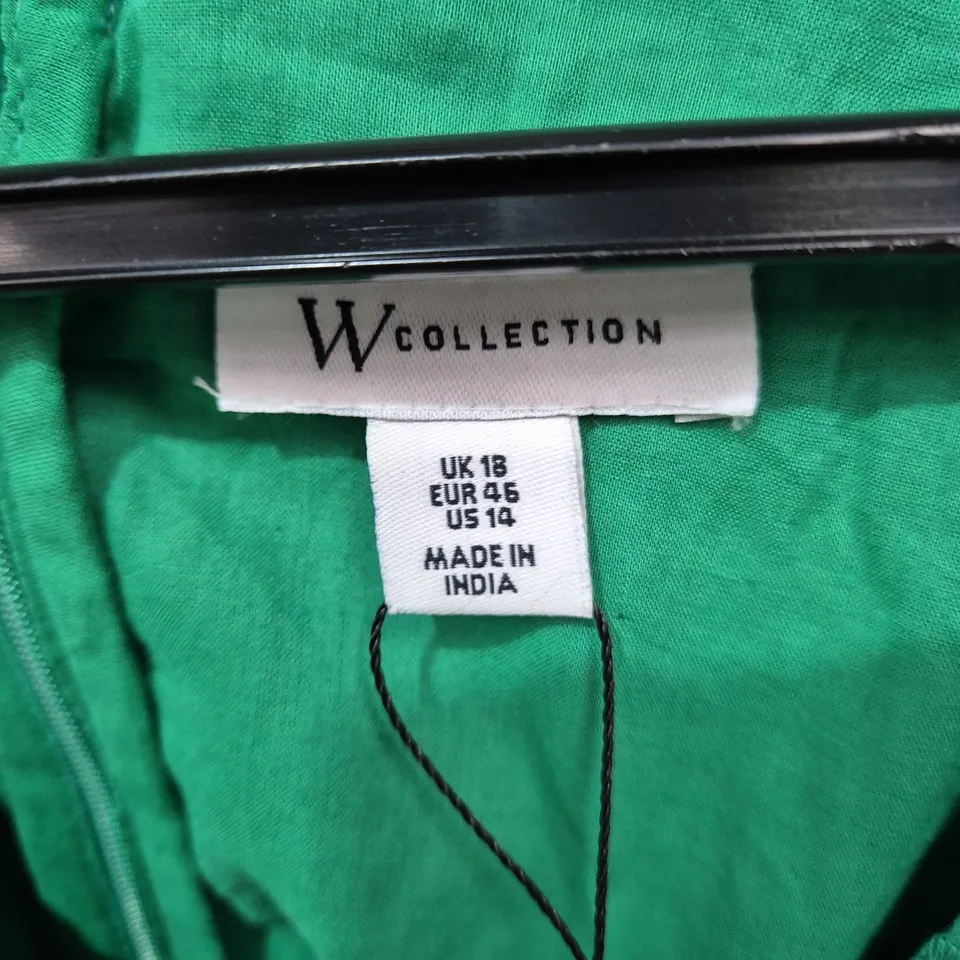 W COLLECTION
UK 18
EUR 46
US 14
MADE IN
INDIA